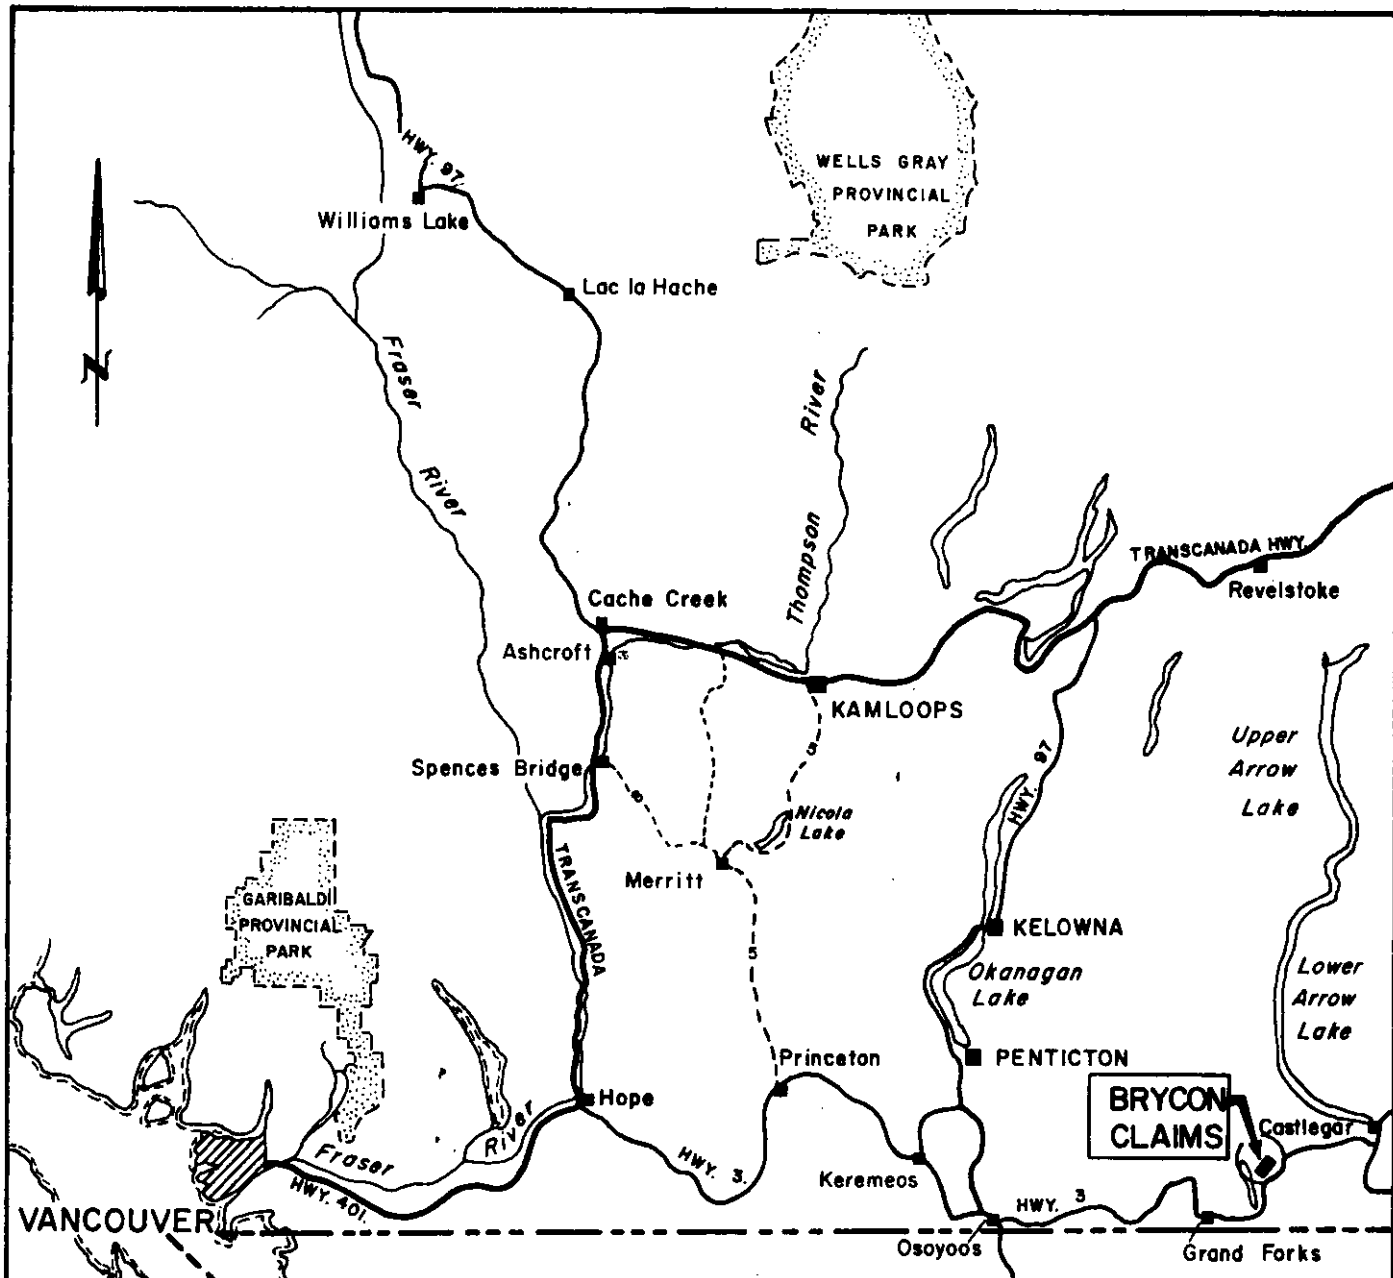 HWY. 97.
WELLS GRAY
PROVINCIAL
PARK
Williams Lake
Lac la Hache
N
Fraser
River
River
Thompson
TRANSCANADA HWY.
Revelstoke
Cache Creek
Ashcroft
KAMLOOPS
5
Upper
Arrow
Lake
HWY. 97
Spences Bridge
8
Nicola
Lake
Merritt
TRANSCANADA
GARIBALDI
PROVINCIAL
PARK
5
KELOWNA
Okanagan
Lake
Lower
Arrow
Lake
Princeton
PENTICTON
Hope
BRYCON
CLAIMS
Castlegar
Fraser
River
HWY. 3.
Keremeos
HWY. 401.
HWY. 3
VANCOUVER
Osoyoo's
Grand Forks